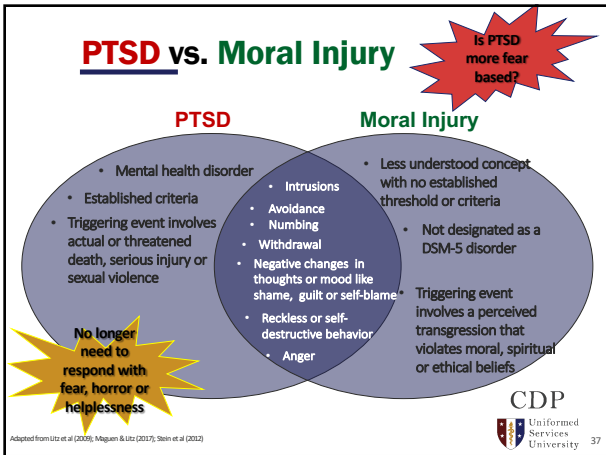 PTSD vs. Moral Injury
Is PTSD
more fear
based?
PTSD
Moral Injury
• Mental health disorder
• Established criteria
• Triggering event involves
actual or threatened
death, serious injury or
sexual violence
• Intrusions
• Avoidance
• Numbing
• Withdrawal
• Negative changes in
thoughts or mood like
shame, guilt or self-blame
• Reckless or self-
destructive behavior
• Anger
• Less understood concept
with no established
threshold or criteria
• Not designated as a
DSM-5 disorder
• Triggering event
involves a perceived
transgression that
violates moral, spiritual
or ethical beliefs
No longer
need to
respond with
fear, horror or
helplessness
CDP
Uniformed
Services
University
Adapted from Litz et al (2009); Maguen & Litz (2017); Stein et al (2012)
37